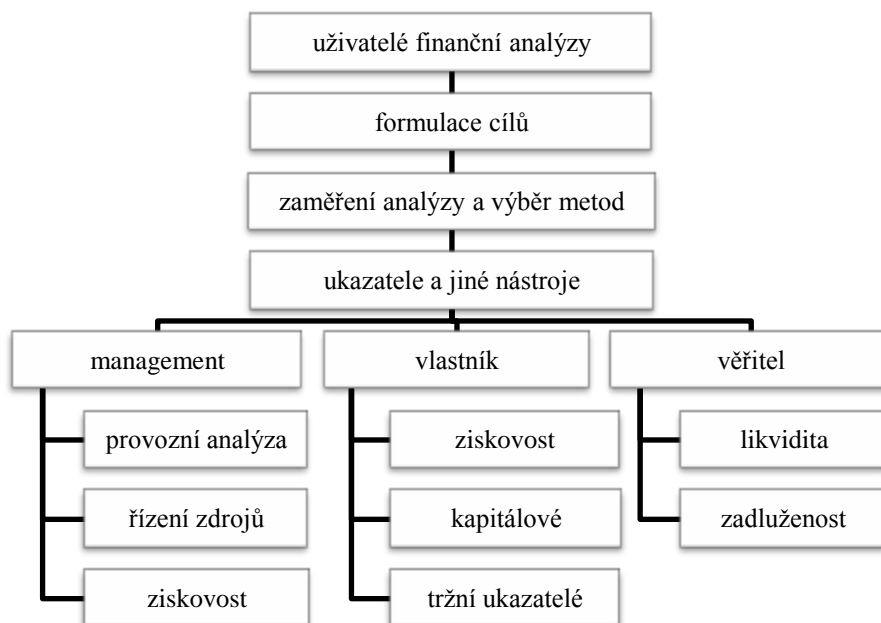 uživatelé finanční analýzy
formulace cílů
zaměření analýzy a výběr metod
ukazatele a jiné nástroje
management
provozní analýza
řízení zdrojů
ziskovost
vlastník
ziskovost
kapitálové
tržní ukazatelé
věřitel
likvidita
zadluženost